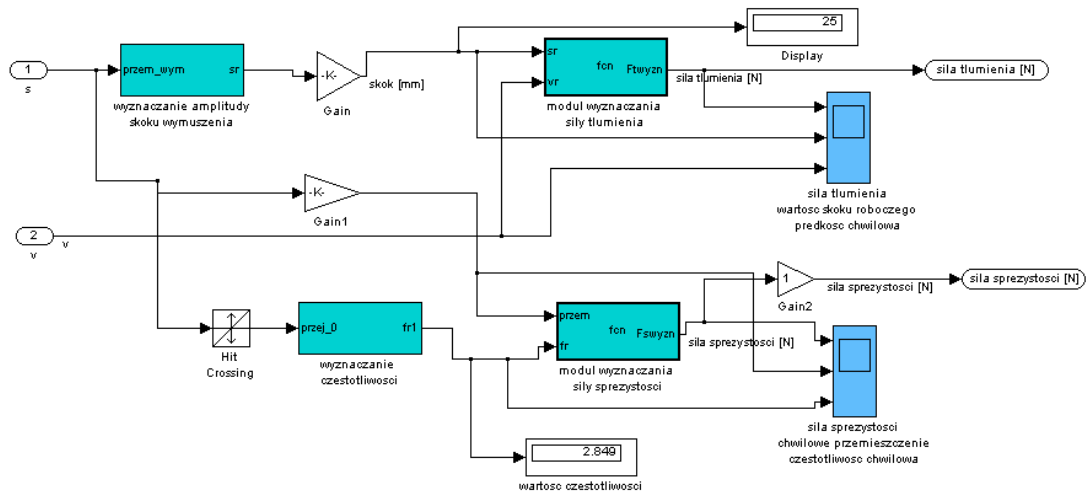 25
Display
1
s
przem_wym
sr
wyznaczanie amplitudy
skoku wymuszenia
-K-
Gain
skok [mm]
sr
vr
fcn
Ftwyzn
modul wyznaczania
sily tlumienia
sila tlumienia [N]
sila tlumienia [N]
sila tlumienia
wartosc skoku roboczego
predkosc chwilowa
-K-
Gain1
2
v
v
1
Gain2
sila sprezystosci [N]
sila sprezystosci [N]
Hit
Crossing
przej_0
fr1
wyznaczanie
czestotliwosci
przem
fr
fcn
Fswyzn
modul wyznaczania
sily sprezystosci
sila sprezystosci [N]
sila sprezystosci
chwilowe przemieszczenie
czestotliwosc chwilowa
2.849
wartosc czestotliwosci